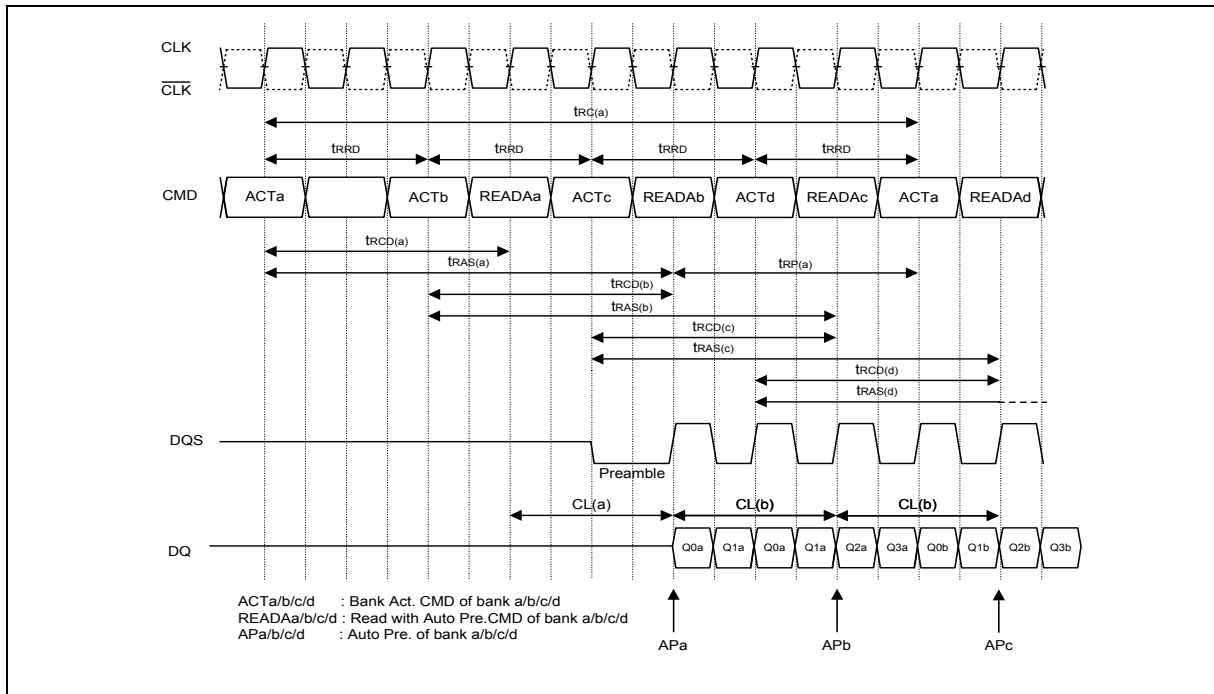 CLK
CLK
tRC(a)
tRRD tRRD tRRD tRRD
CMD ACTa ACTb READAa ACTc READAb ACTd READAc ACTa READAd
tRCD(a)
tRAS(a) tRP(a)
tRCD(b)
tRAS(b)
tRCD(c)
tRAS(c)
tRCD(d)
tRAS(d)
DQS
Preamble
CL(a) CL(b) CL(b)
DQ Q0a Q1a Q0a Q1a Q2a Q3a Q0b Q1b Q2b Q3b
ACTa/b/c/d : Bank Act. CMD of bank a/b/c/d
READAa/b/c/d : Read with Auto Pre.CMD of bank a/b/c/d
APa/b/c/d : Auto Pre. of bank a/b/c/d
APa APb APc